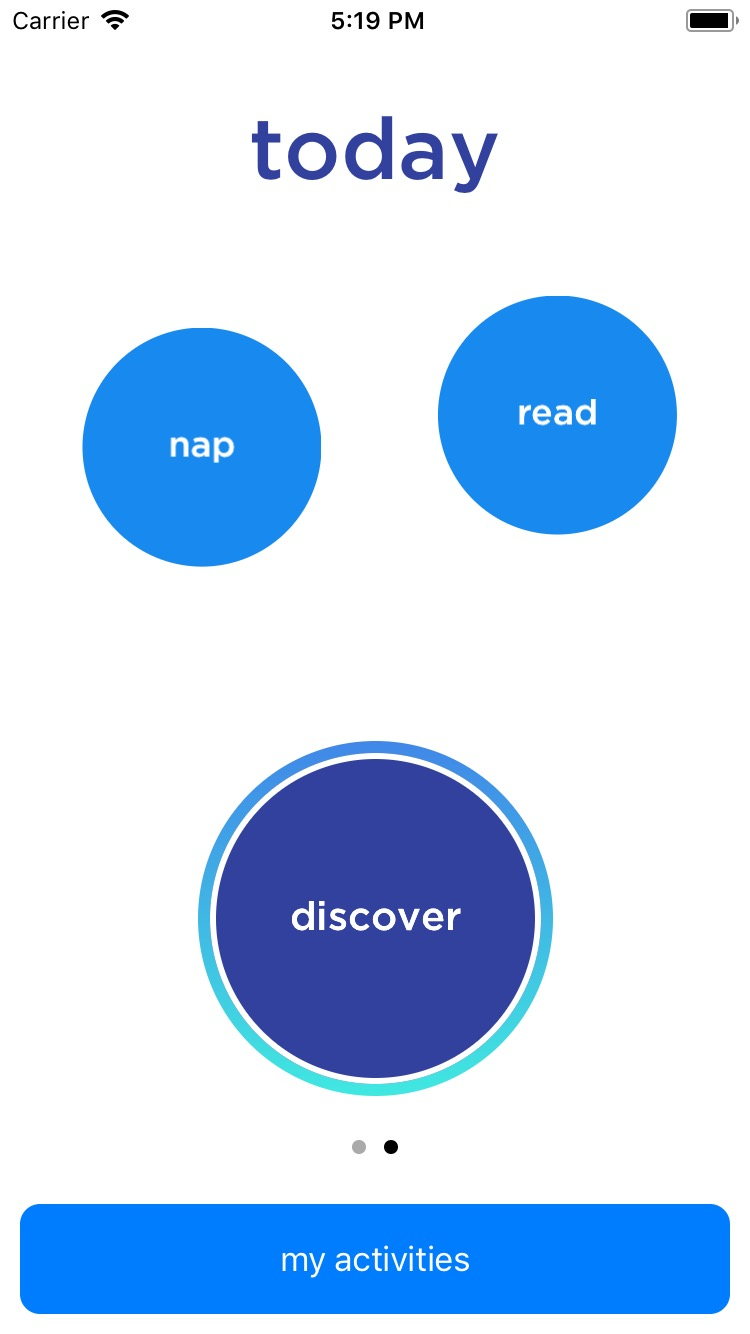 Carrier 5:19 PM
today
nap
read
discover
my activities